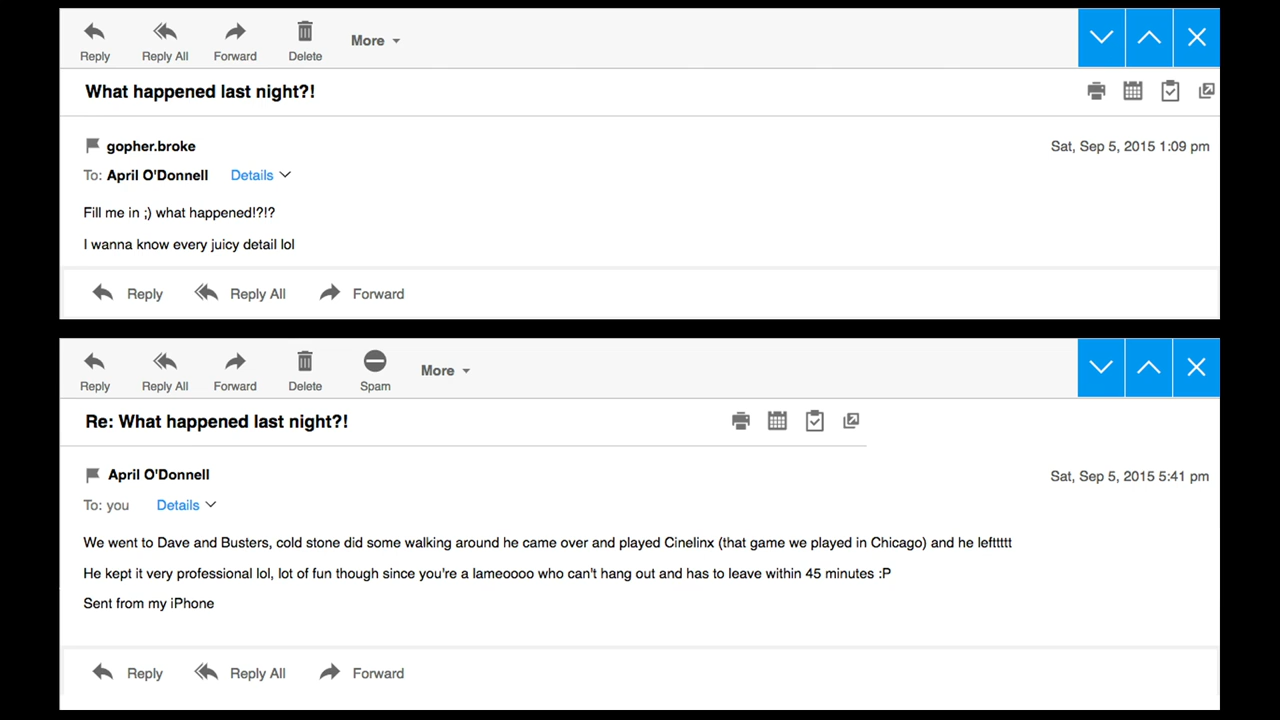 Reply Reply All Forward Delete More
What happened last night?!
gopher.broke Sat, Sep 5, 2015 1:09 pm
To: April O'Donnell Details
Fill me in ;) what happened!?!?
I wanna know every juicy detail lol
Reply Reply All Forward
Reply Reply All Forward Delete Spam More
Re: What happened last night?!
April O'Donnell Sat, Sep 5, 2015 5:41 pm
To: you Details
We went to Dave and Busters, cold stone did some walking around he came over and played Cinelinx (that game we played in Chicago) and he lefttttt
He kept it very professional lol, lot of fun though since you're a lameoooo who can't hang out and has to leave within 45 minutes :P
Sent from my iPhone
Reply Reply All Forward